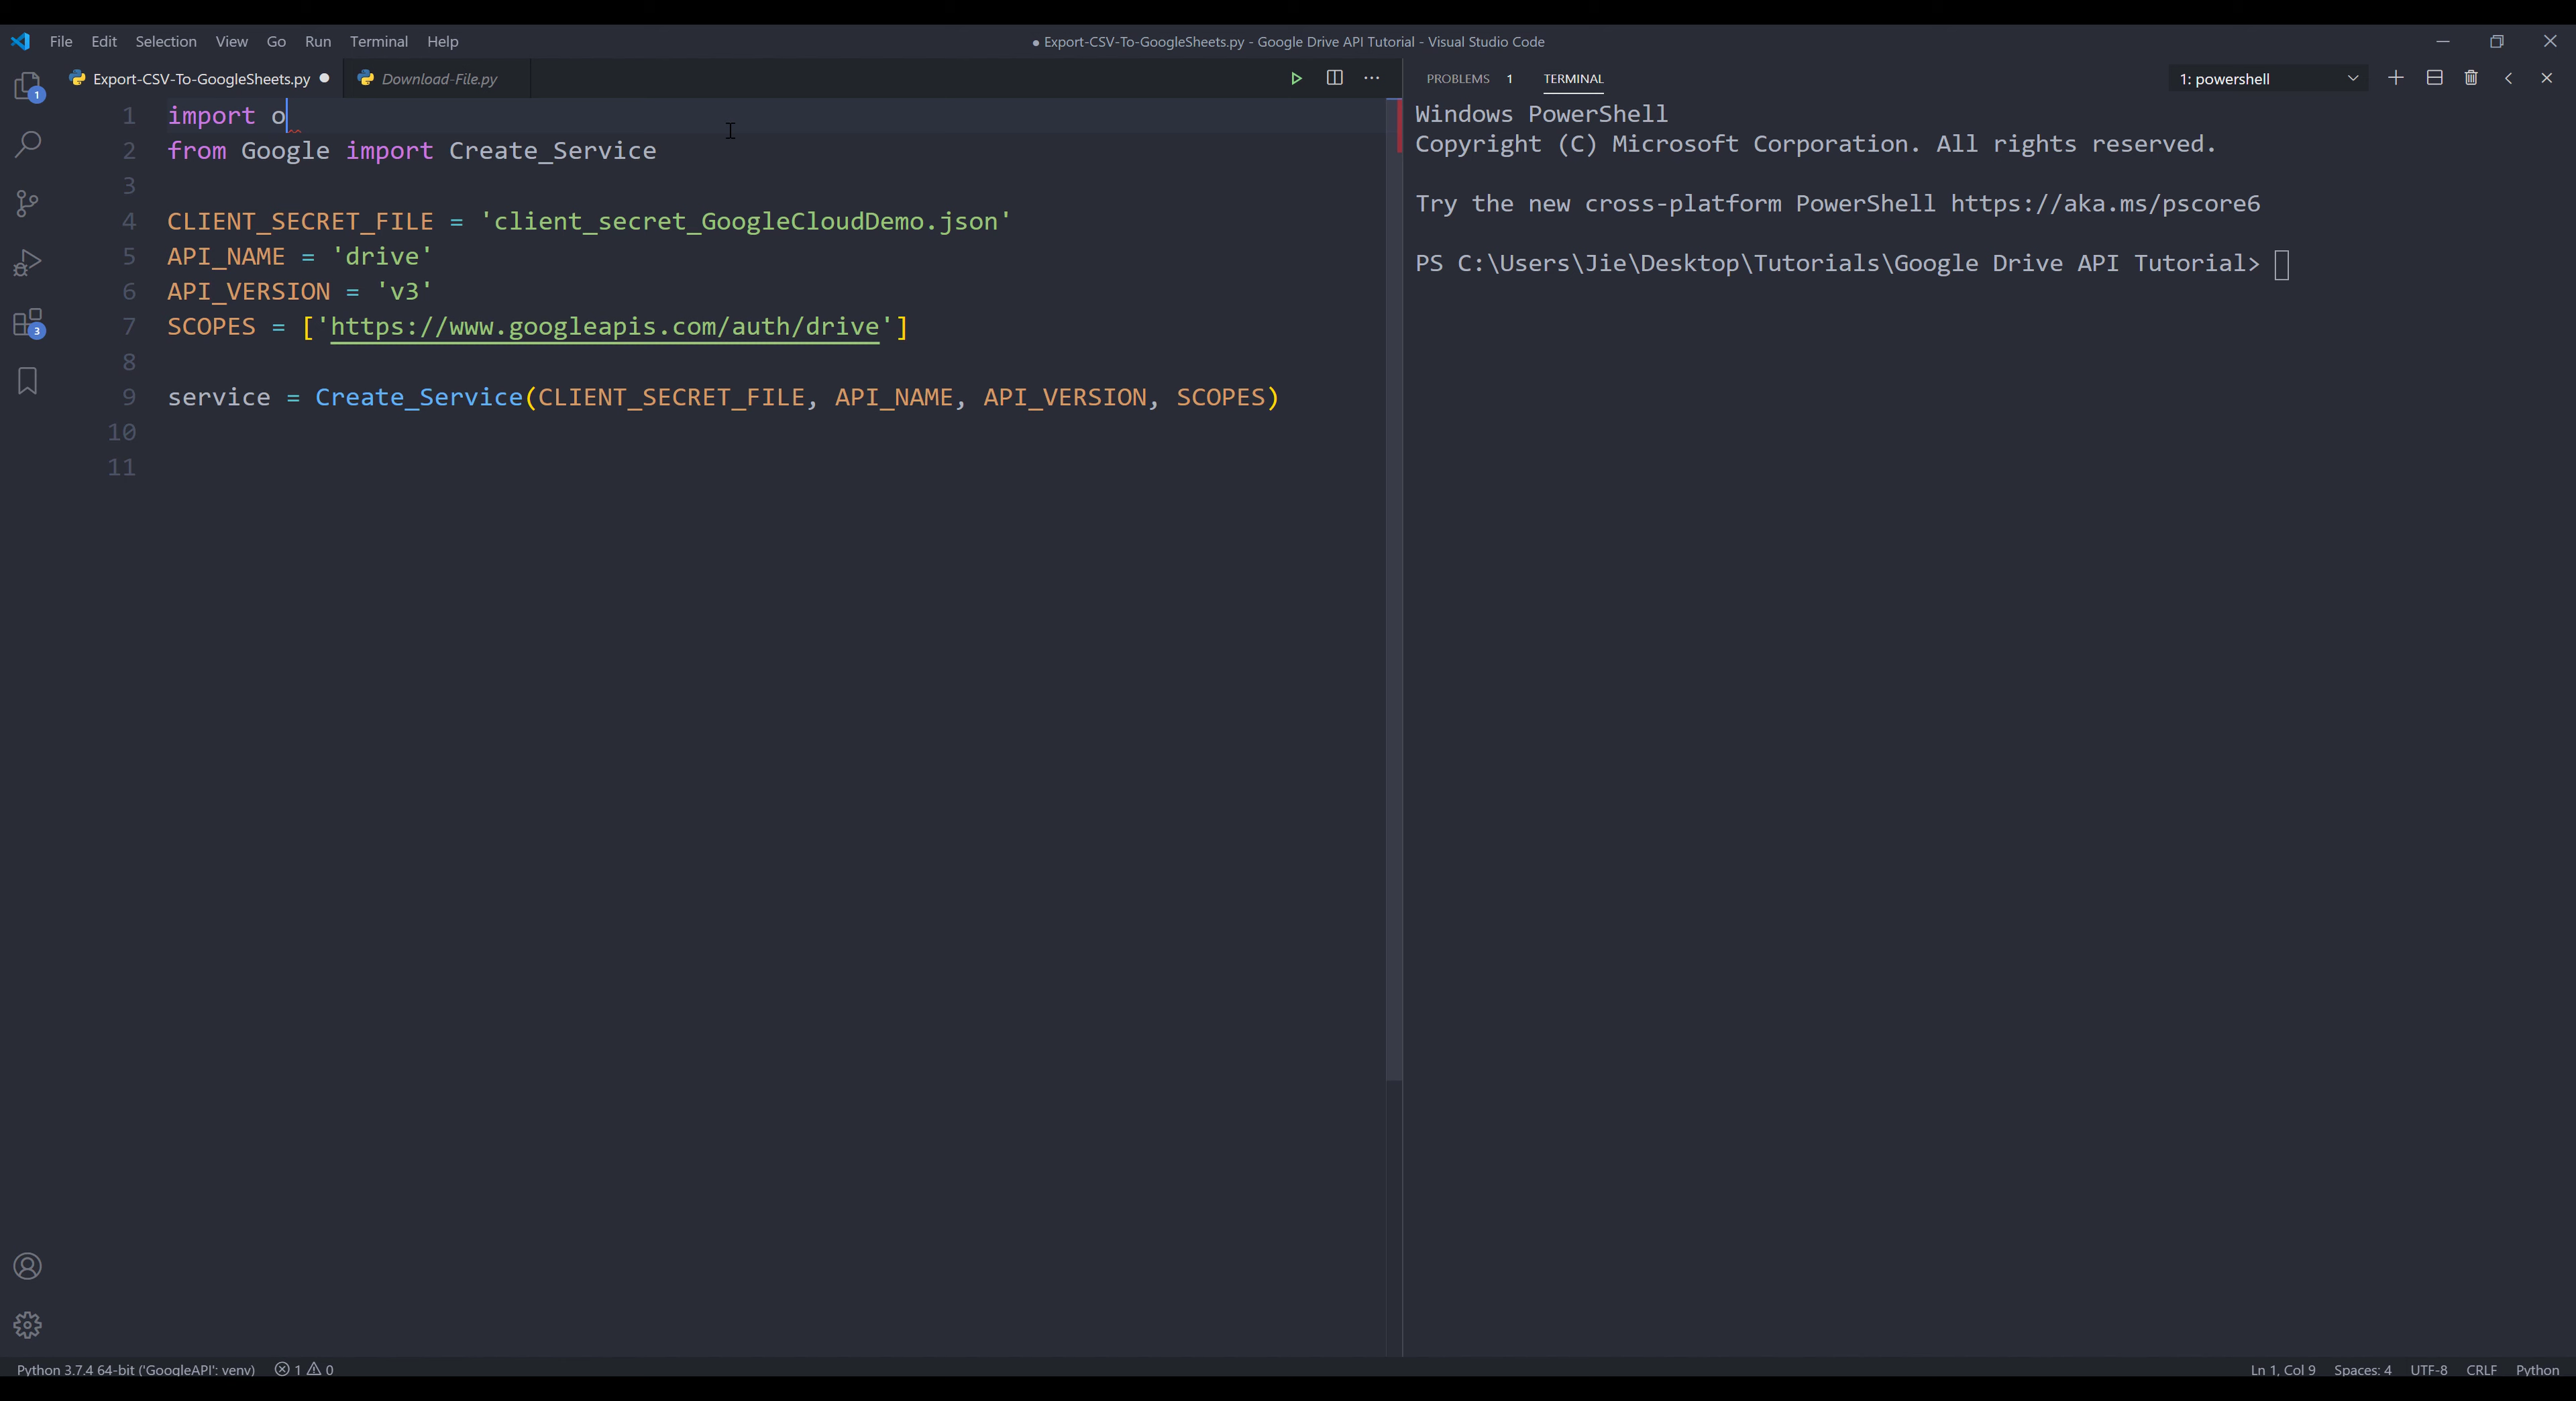 File Edit Selection View Go Run Terminal Help
● Export-CSV-To-GoogleSheets.py - Google Drive API Tutorial - Visual Studio Code
Export-CSV-To-GoogleSheets.py ●
Download-File.py
1
3
1 import o
2 from Google import Create_Service
3
4 CLIENT_SECRET_FILE = 'client_secret_GoogleCloudDemo.json'
5 API_NAME = 'drive'
6 API_VERSION = 'v3'
7 SCOPES = ['https://www.googleapis.com/auth/drive']
8
9 service = Create_Service(CLIENT_SECRET_FILE, API_NAME, API_VERSION, SCOPES)
10
11
PROBLEMS 1 TERMINAL
1: powershell
Windows PowerShell
Copyright (C) Microsoft Corporation. All rights reserved.
Try the new cross-platform PowerShell https://aka.ms/pscore6
PS C:\Users\Jie\Desktop\Tutorials\Google Drive API Tutorial>
Python 3.7.4 64-bit ('GoogleAPI': venv) 1 0
Ln 1, Col 9 Spaces: 4 UTF-8 CRLF Python